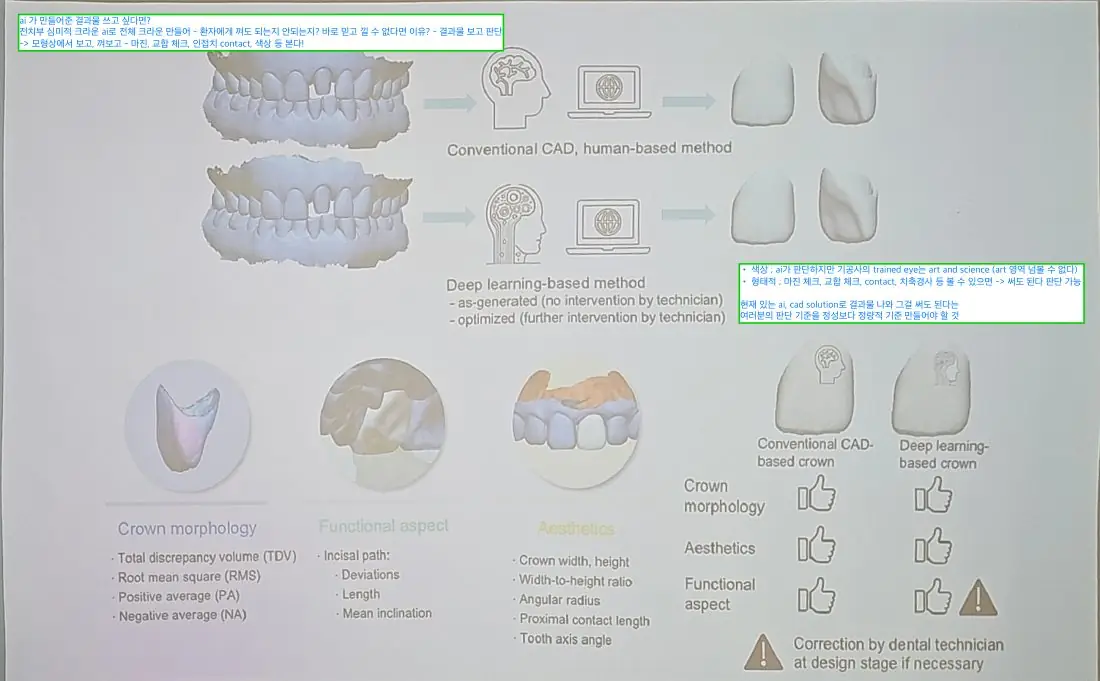 ai 가 만들어준 결과물 쓰고 싶다면?
전치부 심미적 크라운 ai로 전체 크라운 만들어 - 환자에게 껴도 되는지 안되는지? 바로 믿고 낄 수 없다면 이유? - 결과물 보고 판단
-> 모형상에서 보고, 껴보고 - 마진, 교합 체크, 인접치 contact, 색상 등 본다!
Conventional CAD, human-based method
Deep learning-based method
- as-generated (no intervention by technician)
- optimized (further intervention by technician)
• 색상 ; ai가 판단하지만 기공사의 trained eye는 art and science (art 영역 넘볼 수 없다)
• 형태적 ; 마진 체크, 교합 체크, contact, 치축경사 등 볼 수 있으면 -> 써도 된다 판단 가능
현재 있는 ai, cad solution로 결과물 나와 그걸 써도 된다는
여러분의 판단 기준을 정성보다 정량적 기준 만들어야 할 것
Crown morphology
· Total discrepancy volume (TDV)
· Root mean square (RMS)
· Positive average (PA)
· Negative average (NA)
Functional aspect
· Incisal path:
· Deviations
· Length
· Mean inclination
Aesthetics
· Crown width, height
· Width-to-height ratio
· Angular radius
· Proximal contact length
· Tooth axis angle
Conventional CAD-
based crown
Deep learning-
based crown
Crown
morphology
Aesthetics
Functional
aspect
Correction by dental technician
at design stage if necessary